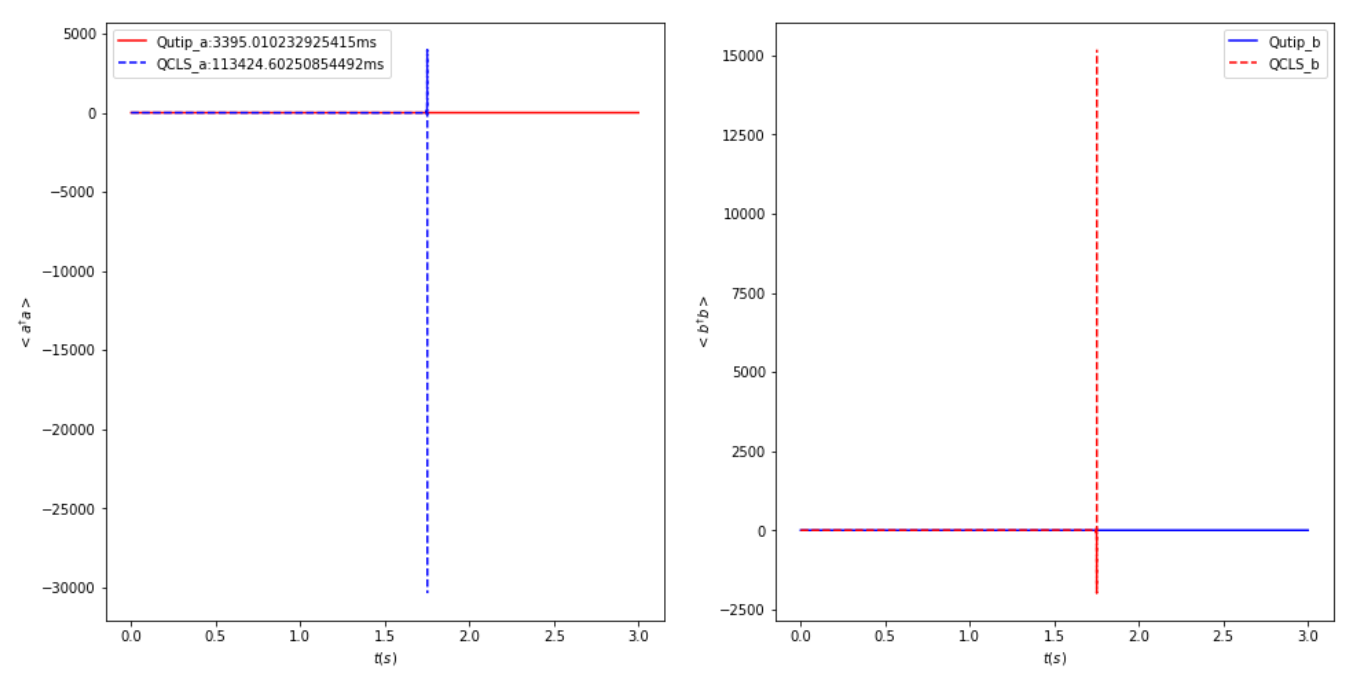 Qutip_a:3395.010232925415ms
QCLS_a:113424.60250854492ms
5000
0
−5000
−10000
−15000
−20000
−25000
−30000
<a†a>
0.0 0.5 1.0 1.5 2.0 2.5 3.0
t(s)
Qutip_b
QCLS_b
15000
12500
10000
7500
5000
2500
0
−2500
<b†b>
0.0 0.5 1.0 1.5 2.0 2.5 3.0
t(s)